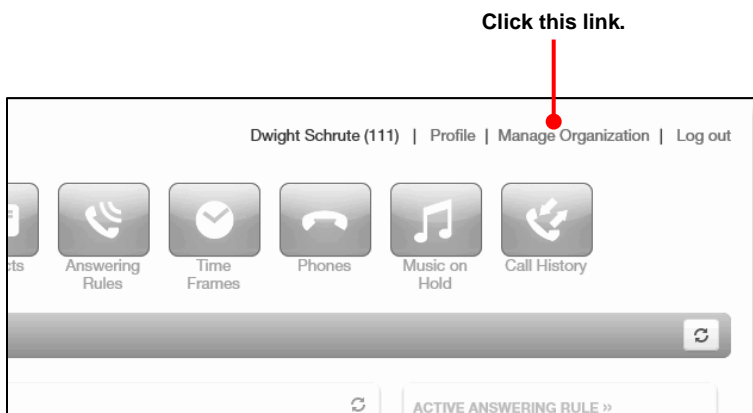 Click this link.
Dwight Schrute (111) | Profile | Manage Organization | Log out
cts Answering Time Phones Music on Call History
Rules Frames Hold
ACTIVE ANSWERING RULE »